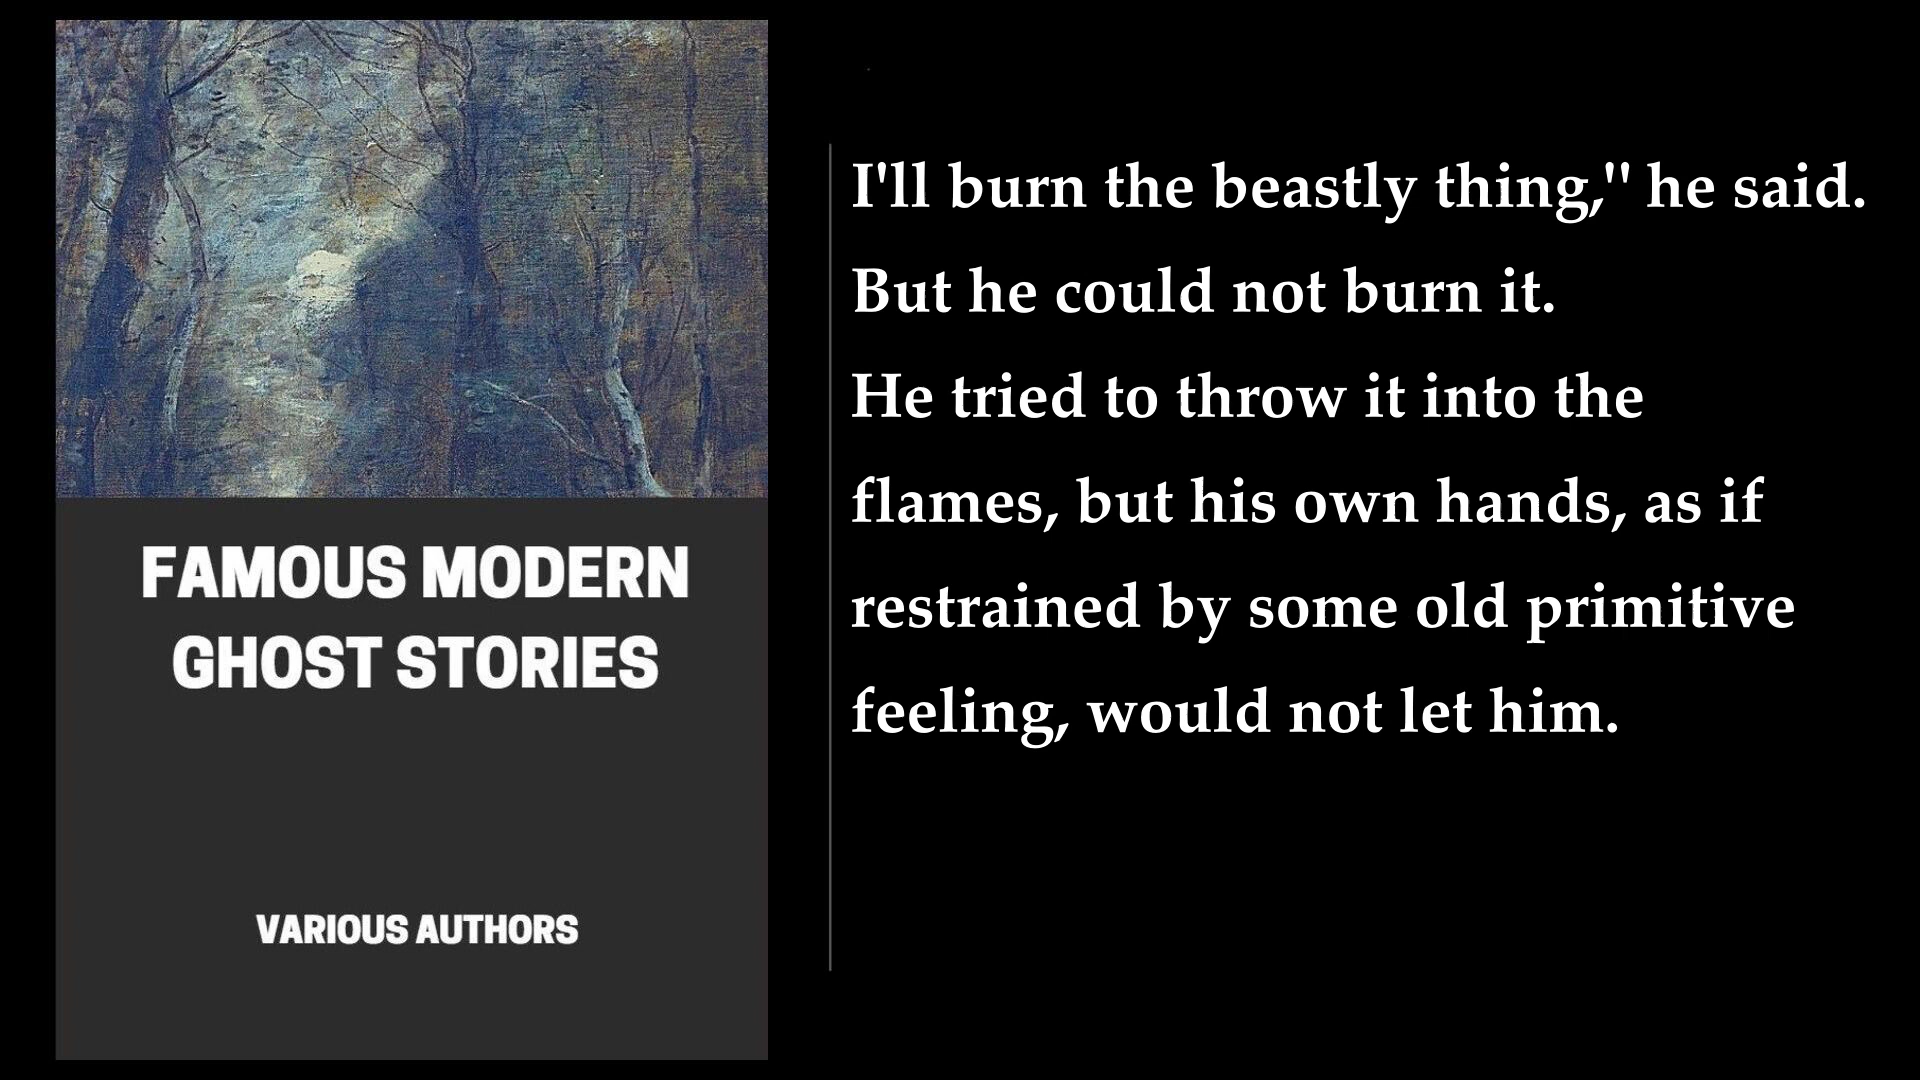 FAMOUS MODERN
GHOST STORIES
VARIOUS AUTHORS
I'll burn the beastly thing," he said.
But he could not burn it.
He tried to throw it into the
flames, but his own hands, as if
restrained by some old primitive
feeling, would not let him.